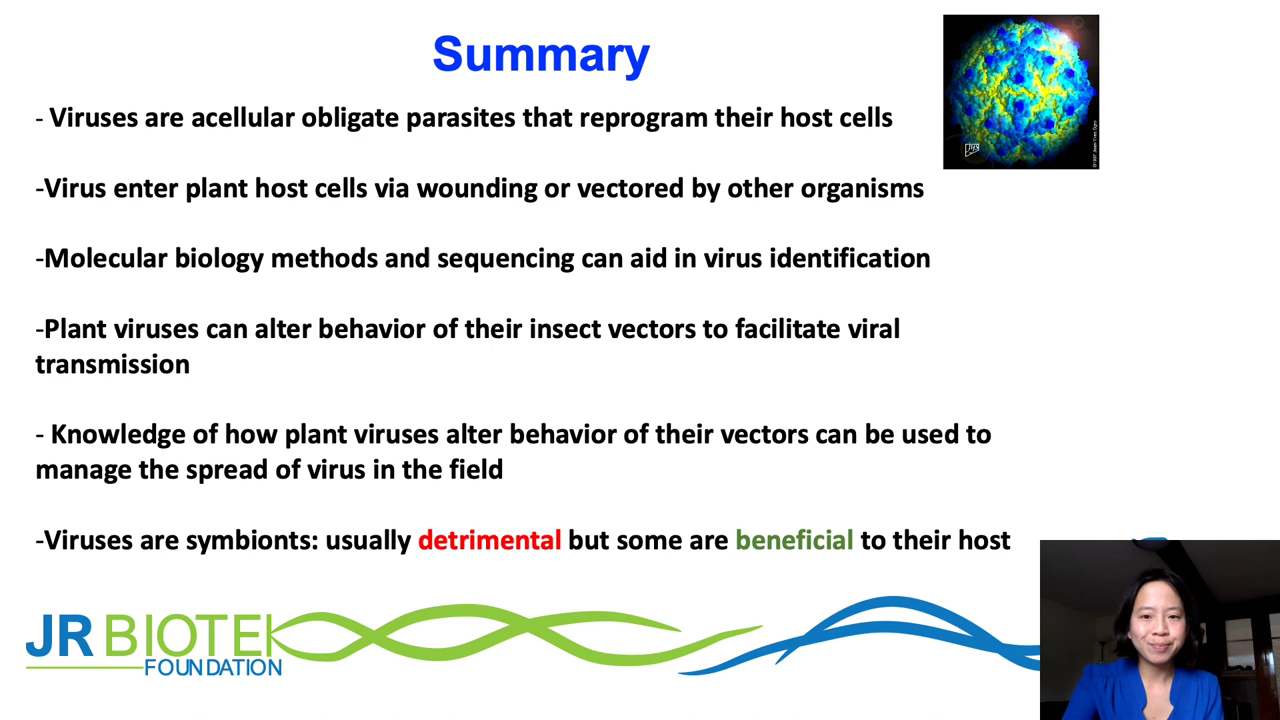 Summary
- Viruses are acellular obligate parasites that reprogram their host cells
-Virus enter plant host cells via wounding or vectored by other organisms
-Molecular biology methods and sequencing can aid in virus identification
-Plant viruses can alter behavior of their insect vectors to facilitate viral
transmission
- Knowledge of how plant viruses alter behavior of their vectors can be used to
manage the spread of virus in the field
-Viruses are symbionts: usually detrimental but some are beneficial to their host
JR BIOTEK
FOUNDATION